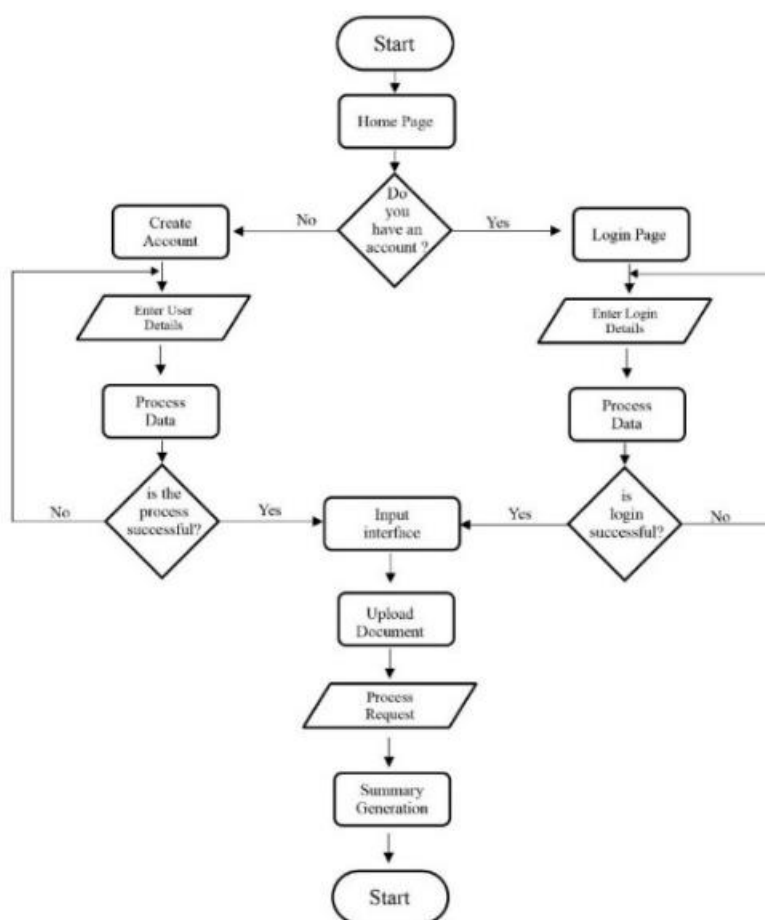 Start
Home Page
Do
you
have an
account ?
No
Yes
Create
Account
Login Page
Enter User
Details
Enter Login
Details
Process
Data
Process
Data
is the
process
successful?
No
Yes
Input
interface
is
login
successful?
Yes
No
Upload
Document
Process
Request
Summary
Generation
Start